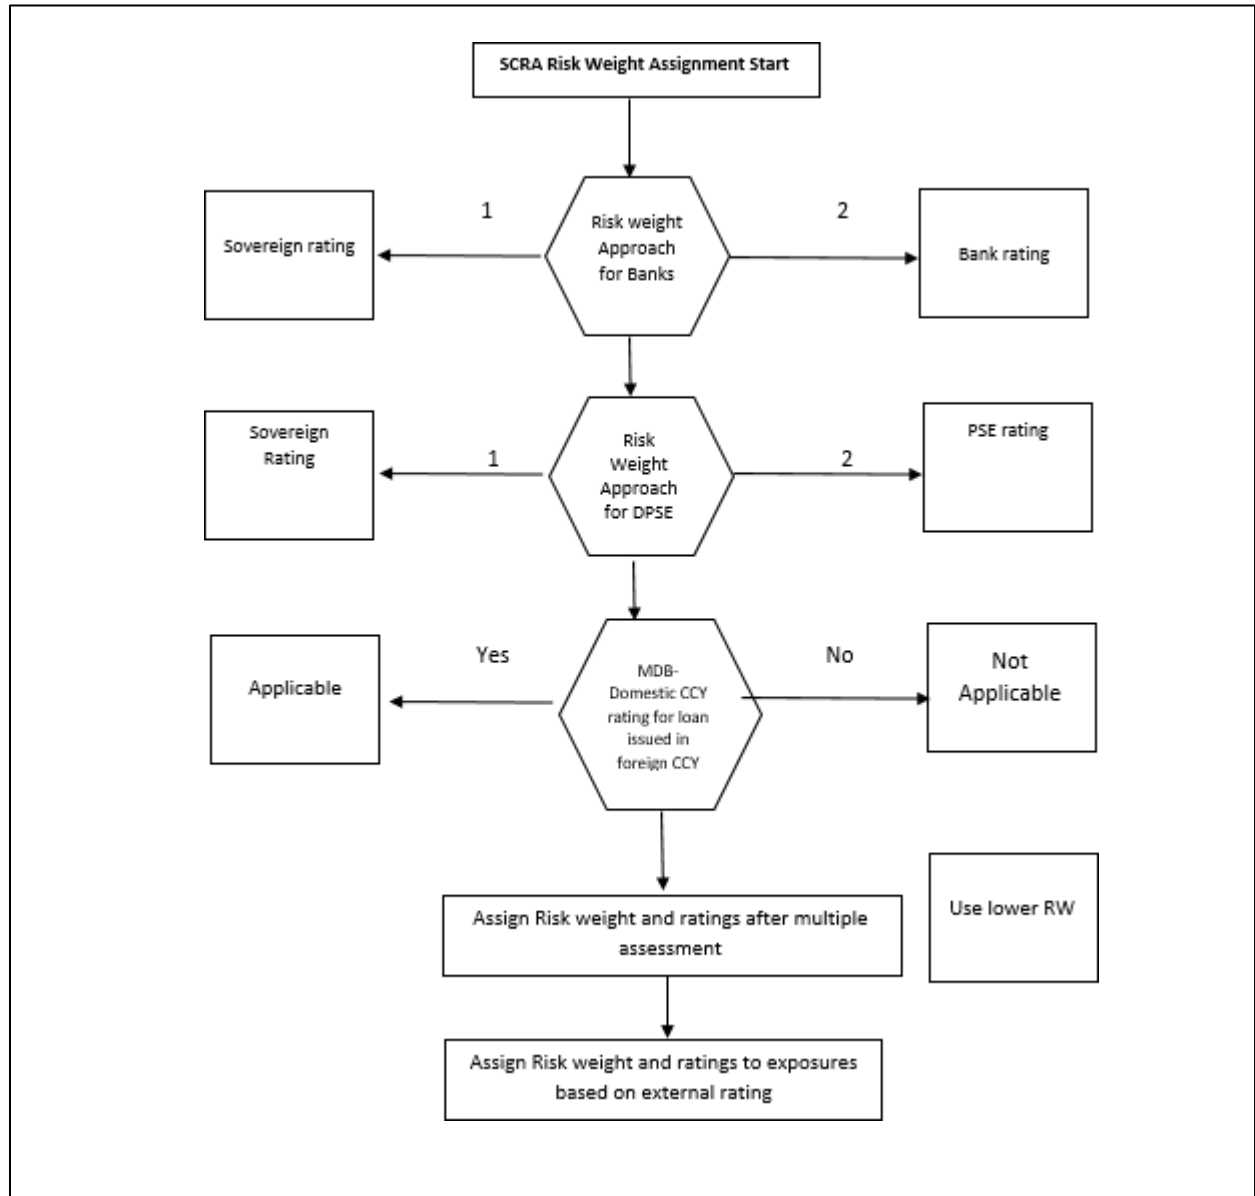 SCRA Risk Weight Assignment Start
1
2
Risk weight
Approach
for Banks
Sovereign rating
Bank rating
Sovereign
Rating
1
Risk
Weight
Approach
for DPSE
2
PSE rating
Yes
No
Applicable
MDB-
Domestic CCY
rating for loan
issued in
foreign CCY
Not
Applicable
Assign Risk weight and ratings after multiple
assessment
Use lower RW
Assign Risk weight and ratings to exposures
based on external rating